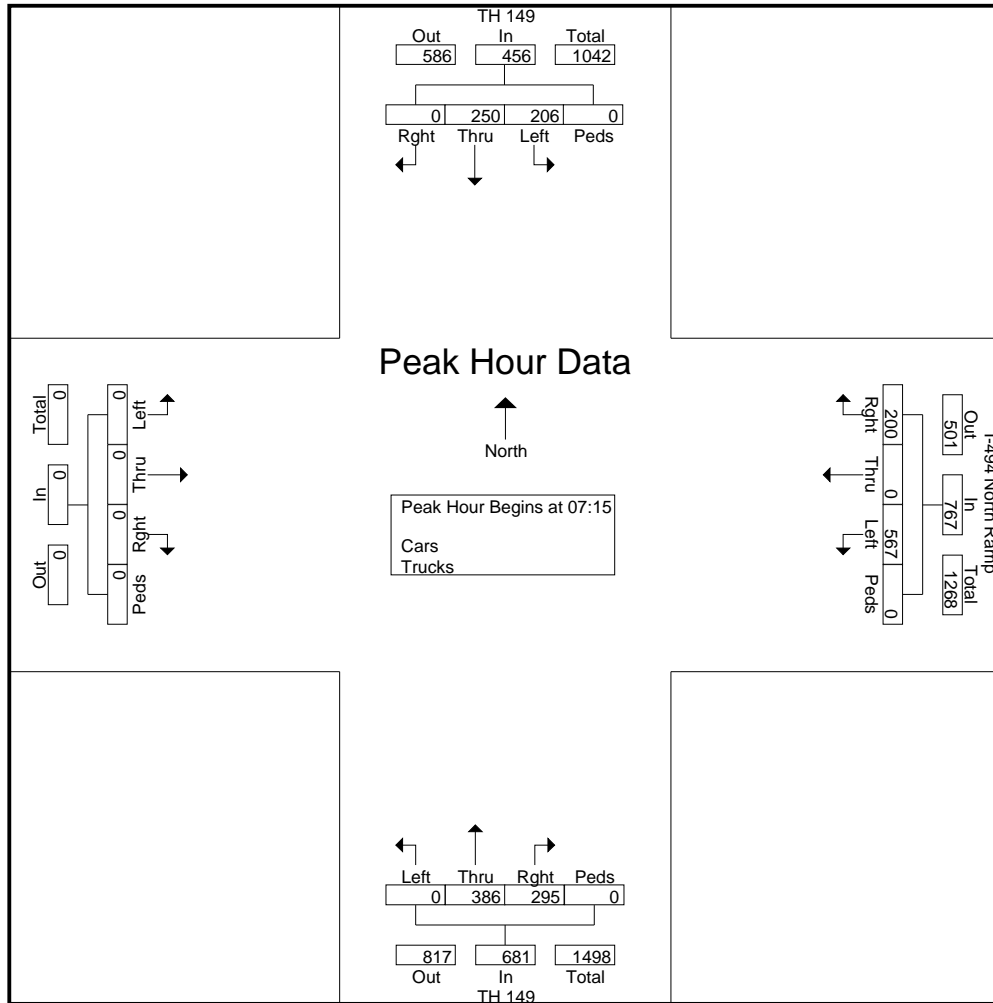 TH 149
Out In Total
586 456 1042
0 250 206 0
Rght Thru Left Peds
Peak Hour Data
North
Peak Hour Begins at 07:15
Cars
Trucks
Total In Out
0 0 0
0 0 0 0
Left Thru Rght Peds
Rght Thru Left Peds
200 0 567 0
Out In Total
501 767 1268
I-494 North Ramp
Left Thru Rght Peds
0 386 295 0
817 681 1498
Out In Total
TH 149